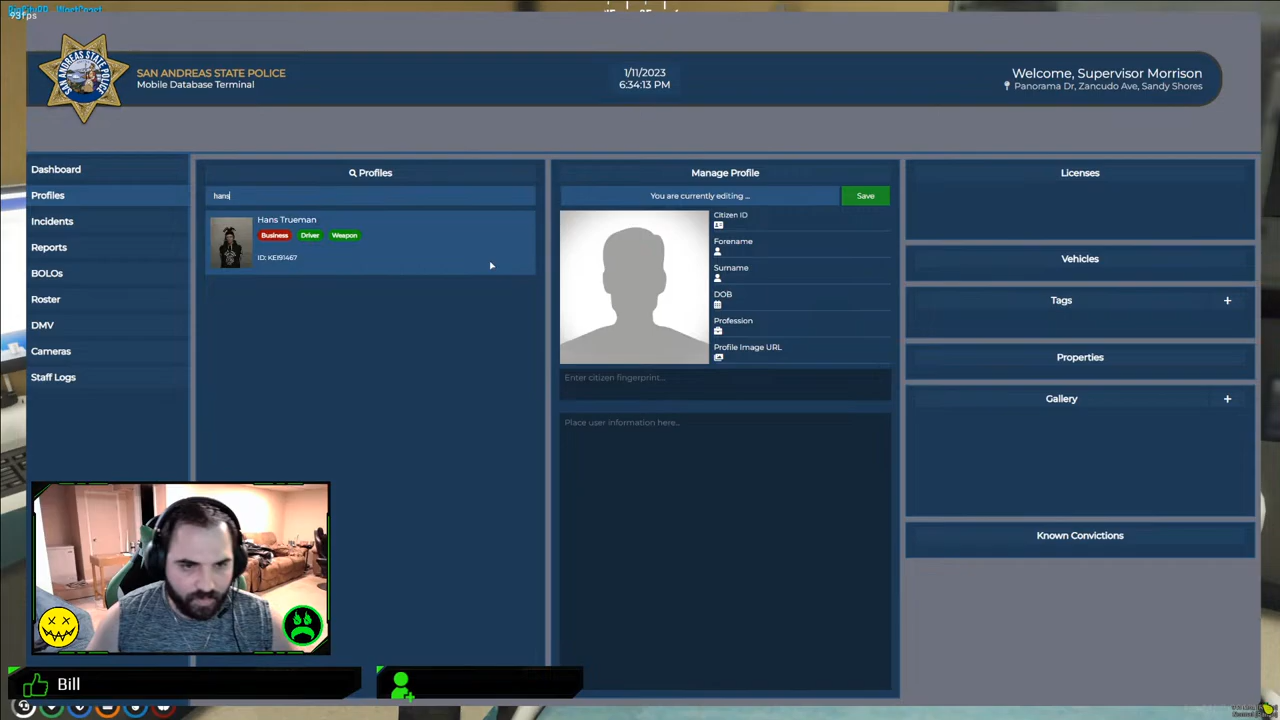 BigCityRP WestCoast
93fps
SAN ANDREAS STATE POLICE
Mobile Database Terminal
1/11/2023
6:34:13 PM
Welcome, Supervisor Morrison
Panorama Dr, Zancudo Ave, Sandy Shores
Dashboard
Profiles
Incidents
Reports
BOLOs
Roster
DMV
Cameras
Staff Logs
Profiles
hans
Hans Trueman
Business Driver Weapon
ID: KEI91467
Manage Profile
You are currently editing ...
Save
Citizen ID
Forename
Surname
DOB
Profession
Profile Image URL
Enter citizen fingerprint...
Place user information here...
Licenses
Vehicles
Tags +
Properties
Gallery +
Known Convictions
Bill